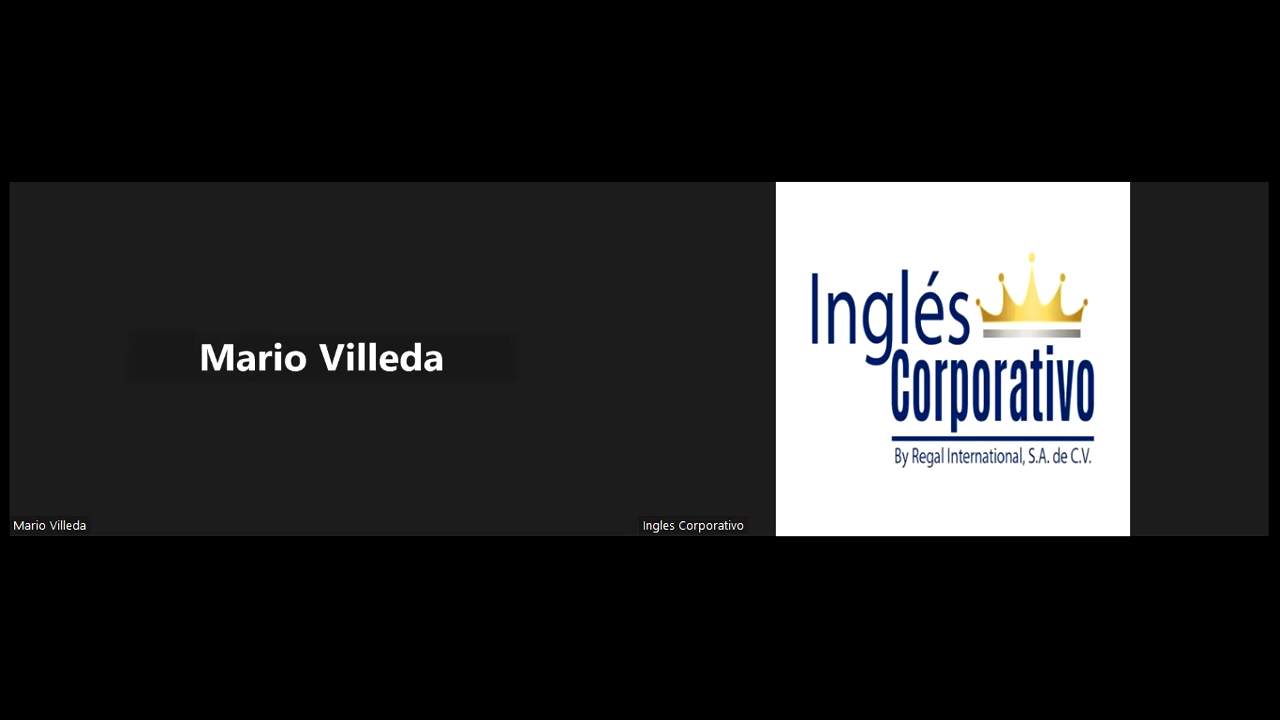 Mario Villeda
Mario Villeda
Ingles Corporativo
Inglés
Corporativo
By Regal International, S.A. de C.V.